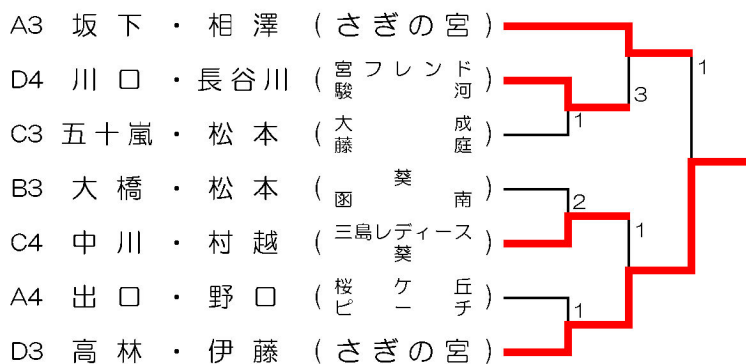 A3 坂下・相澤 (さぎの宮)
1
D4 川口・長谷川 (宮フレンド
駿河)
3
1
C3 五十嵐・松本 (大成
藤庭)
B3 大橋・松本 (葵
函南)
2
1
C4 中川・村越 (三島レディース
葵)
A4 出口・野口 (桜ケ丘
ピーチ)
1
D3 高林・伊藤 (さぎの宮)